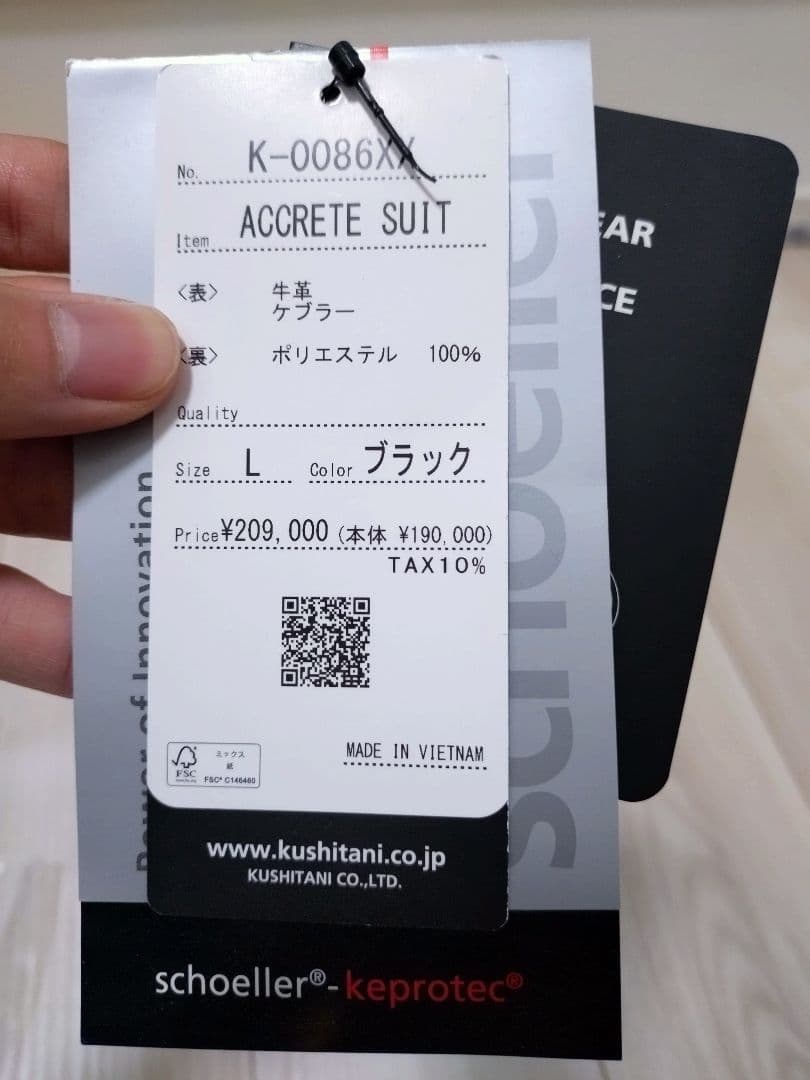 No. K-0086XX
Item ACCRETE SUIT
<表> 牛革
ケブラー
<裏> ポリエステル 100%
Quality
Size L Color ブラック
Price ¥209,000 (本体 ¥190,000)
TAX10%
FSC
ミックス
紙
FSC® C146460
MADE IN VIETNAM
www.kushitani.co.jp
KUSHITANI CO.,LTD.
schoeller®-keprotec®
Power of Innovation
schoeller
EAR
CE